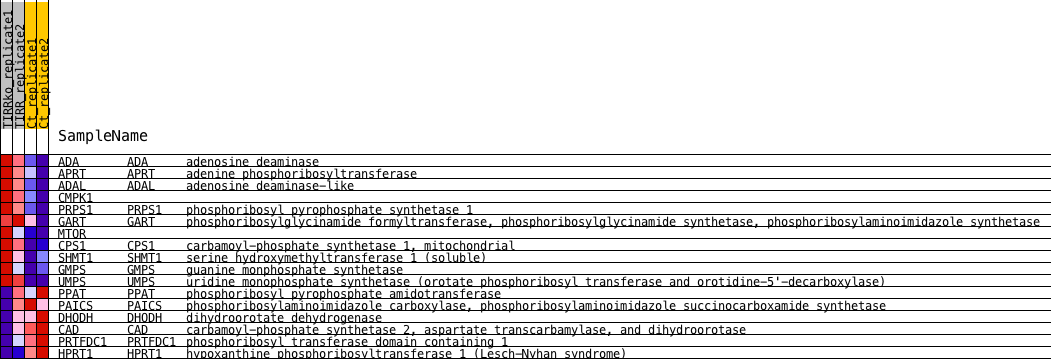 TIRRko_replicate1
TIRR_replicate2
Ct_replicate1
Ct_replicate2
SampleName
ADA ADA adenosine deaminase
APRT APRT adenine phosphoribosyltransferase
ADAL ADAL adenosine deaminase-like
CMPK1
PRPS1 PRPS1 phosphoribosyl pyrophosphate synthetase 1
GART GART phosphoribosylglycinamide formyltransferase, phosphoribosylglycinamide synthetase, phosphoribosylaminoimidazole synthetase
MTOR
CPS1 CPS1 carbamoyl-phosphate synthetase 1, mitochondrial
SHMT1 SHMT1 serine hydroxymethyltransferase 1 (soluble)
GMPS GMPS guanine monphosphate synthetase
UMPS UMPS uridine monophosphate synthetase (orotate phosphoribosyl transferase and orotidine-5'-decarboxylase)
PPAT PPAT phosphoribosyl pyrophosphate amidotransferase
PAICS PAICS phosphoribosylaminoimidazole carboxylase, phosphoribosylaminoimidazole succinocarboxamide synthetase
DHODH DHODH dihydroorotate dehydrogenase
CAD CAD carbamoyl-phosphate synthetase 2, aspartate transcarbamylase, and dihydroorotase
PRTFDC1 PRTFDC1 phosphoribosyl transferase domain containing 1
HPRT1 HPRT1 hypoxanthine phosphoribosyltransferase 1 (Lesch-Nyhan syndrome)